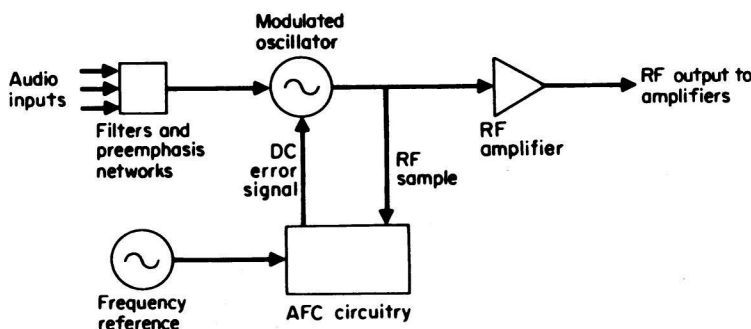 Modulated
oscillator
Audio
inputs
Filters and
preemphasis
networks
DC
error
signal
RF
sample
RF
amplifier
RF output to
amplifiers
Frequency
reference
AFC circuitry